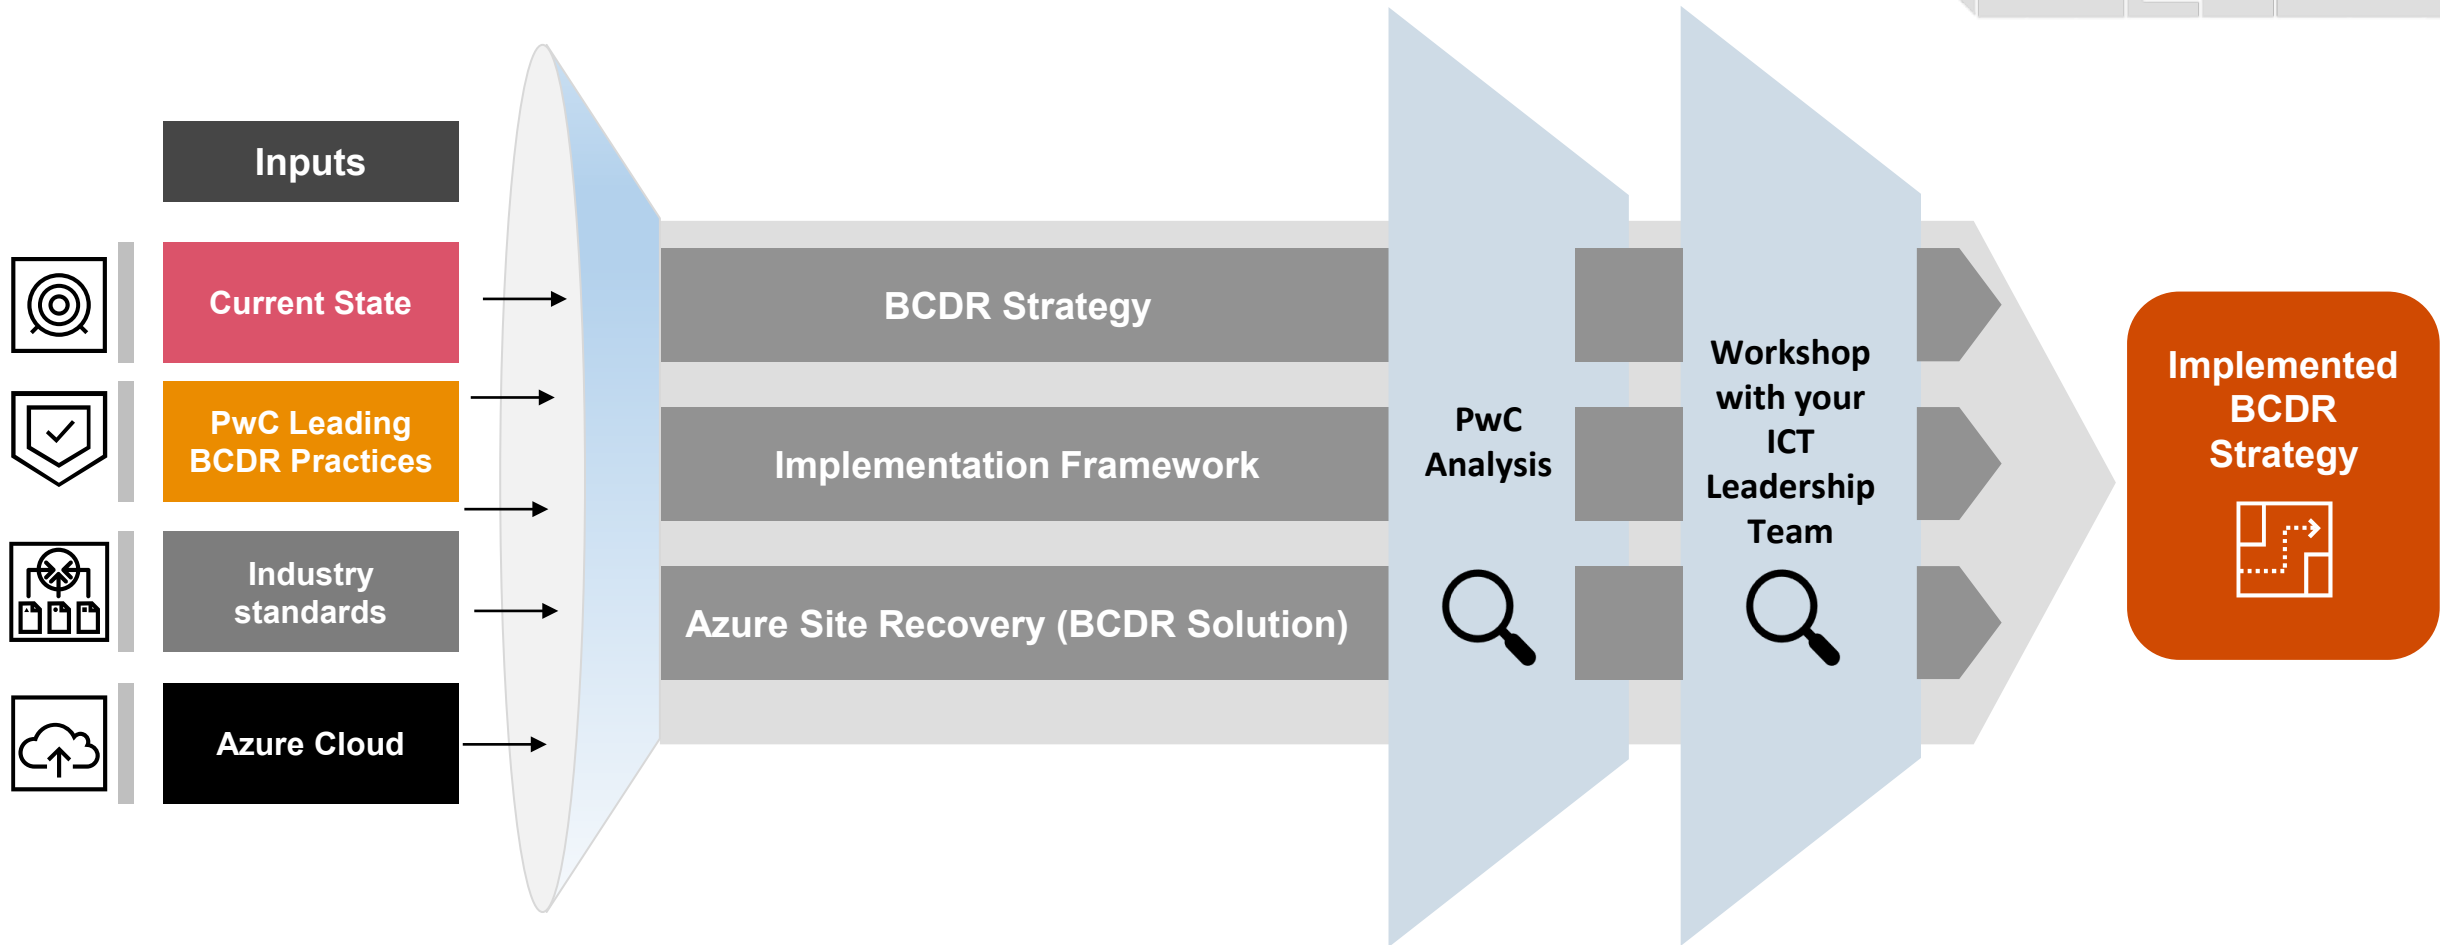 Inputs
Current State
PwC Leading
BCDR Practices
Industry
standards
Azure Cloud
BCDR Strategy
Implementation Framework
Azure Site Recovery (BCDR Solution)
PwC
Analysis
Workshop
with your
ICT
Leadership
Team
Implemented
BCDR
Strategy